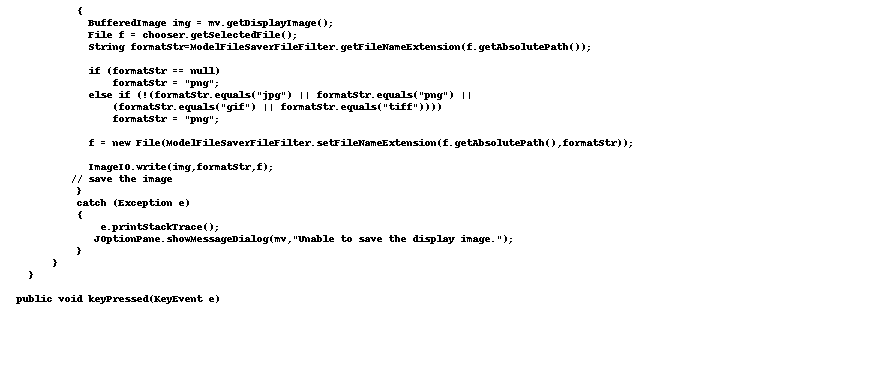 {
BufferedImage img = mv.getDisplayImage();
File f = chooser.getSelectedFile();
String formatStr=ModelFileSaverFileFilter.getFileNameExtension(f.getAbsolutePath());
if (formatStr == null)
formatStr = "png";
else if (!(formatStr.equals("jpg") || formatStr.equals("png") ||
(formatStr.equals("gif") || formatStr.equals("tiff"))))
formatStr = "png";
f = new File(ModelFileSaverFileFilter.setFileNameExtension(f.getAbsolutePath(),formatStr));
ImageIO.write(img,formatStr,f);
// save the image
}
catch (Exception e)
{
e.printStackTrace();
JOptionPane.showMessageDialog(mv,"Unable to save the display image.");
}
}
}
public void keyPressed(KeyEvent e)